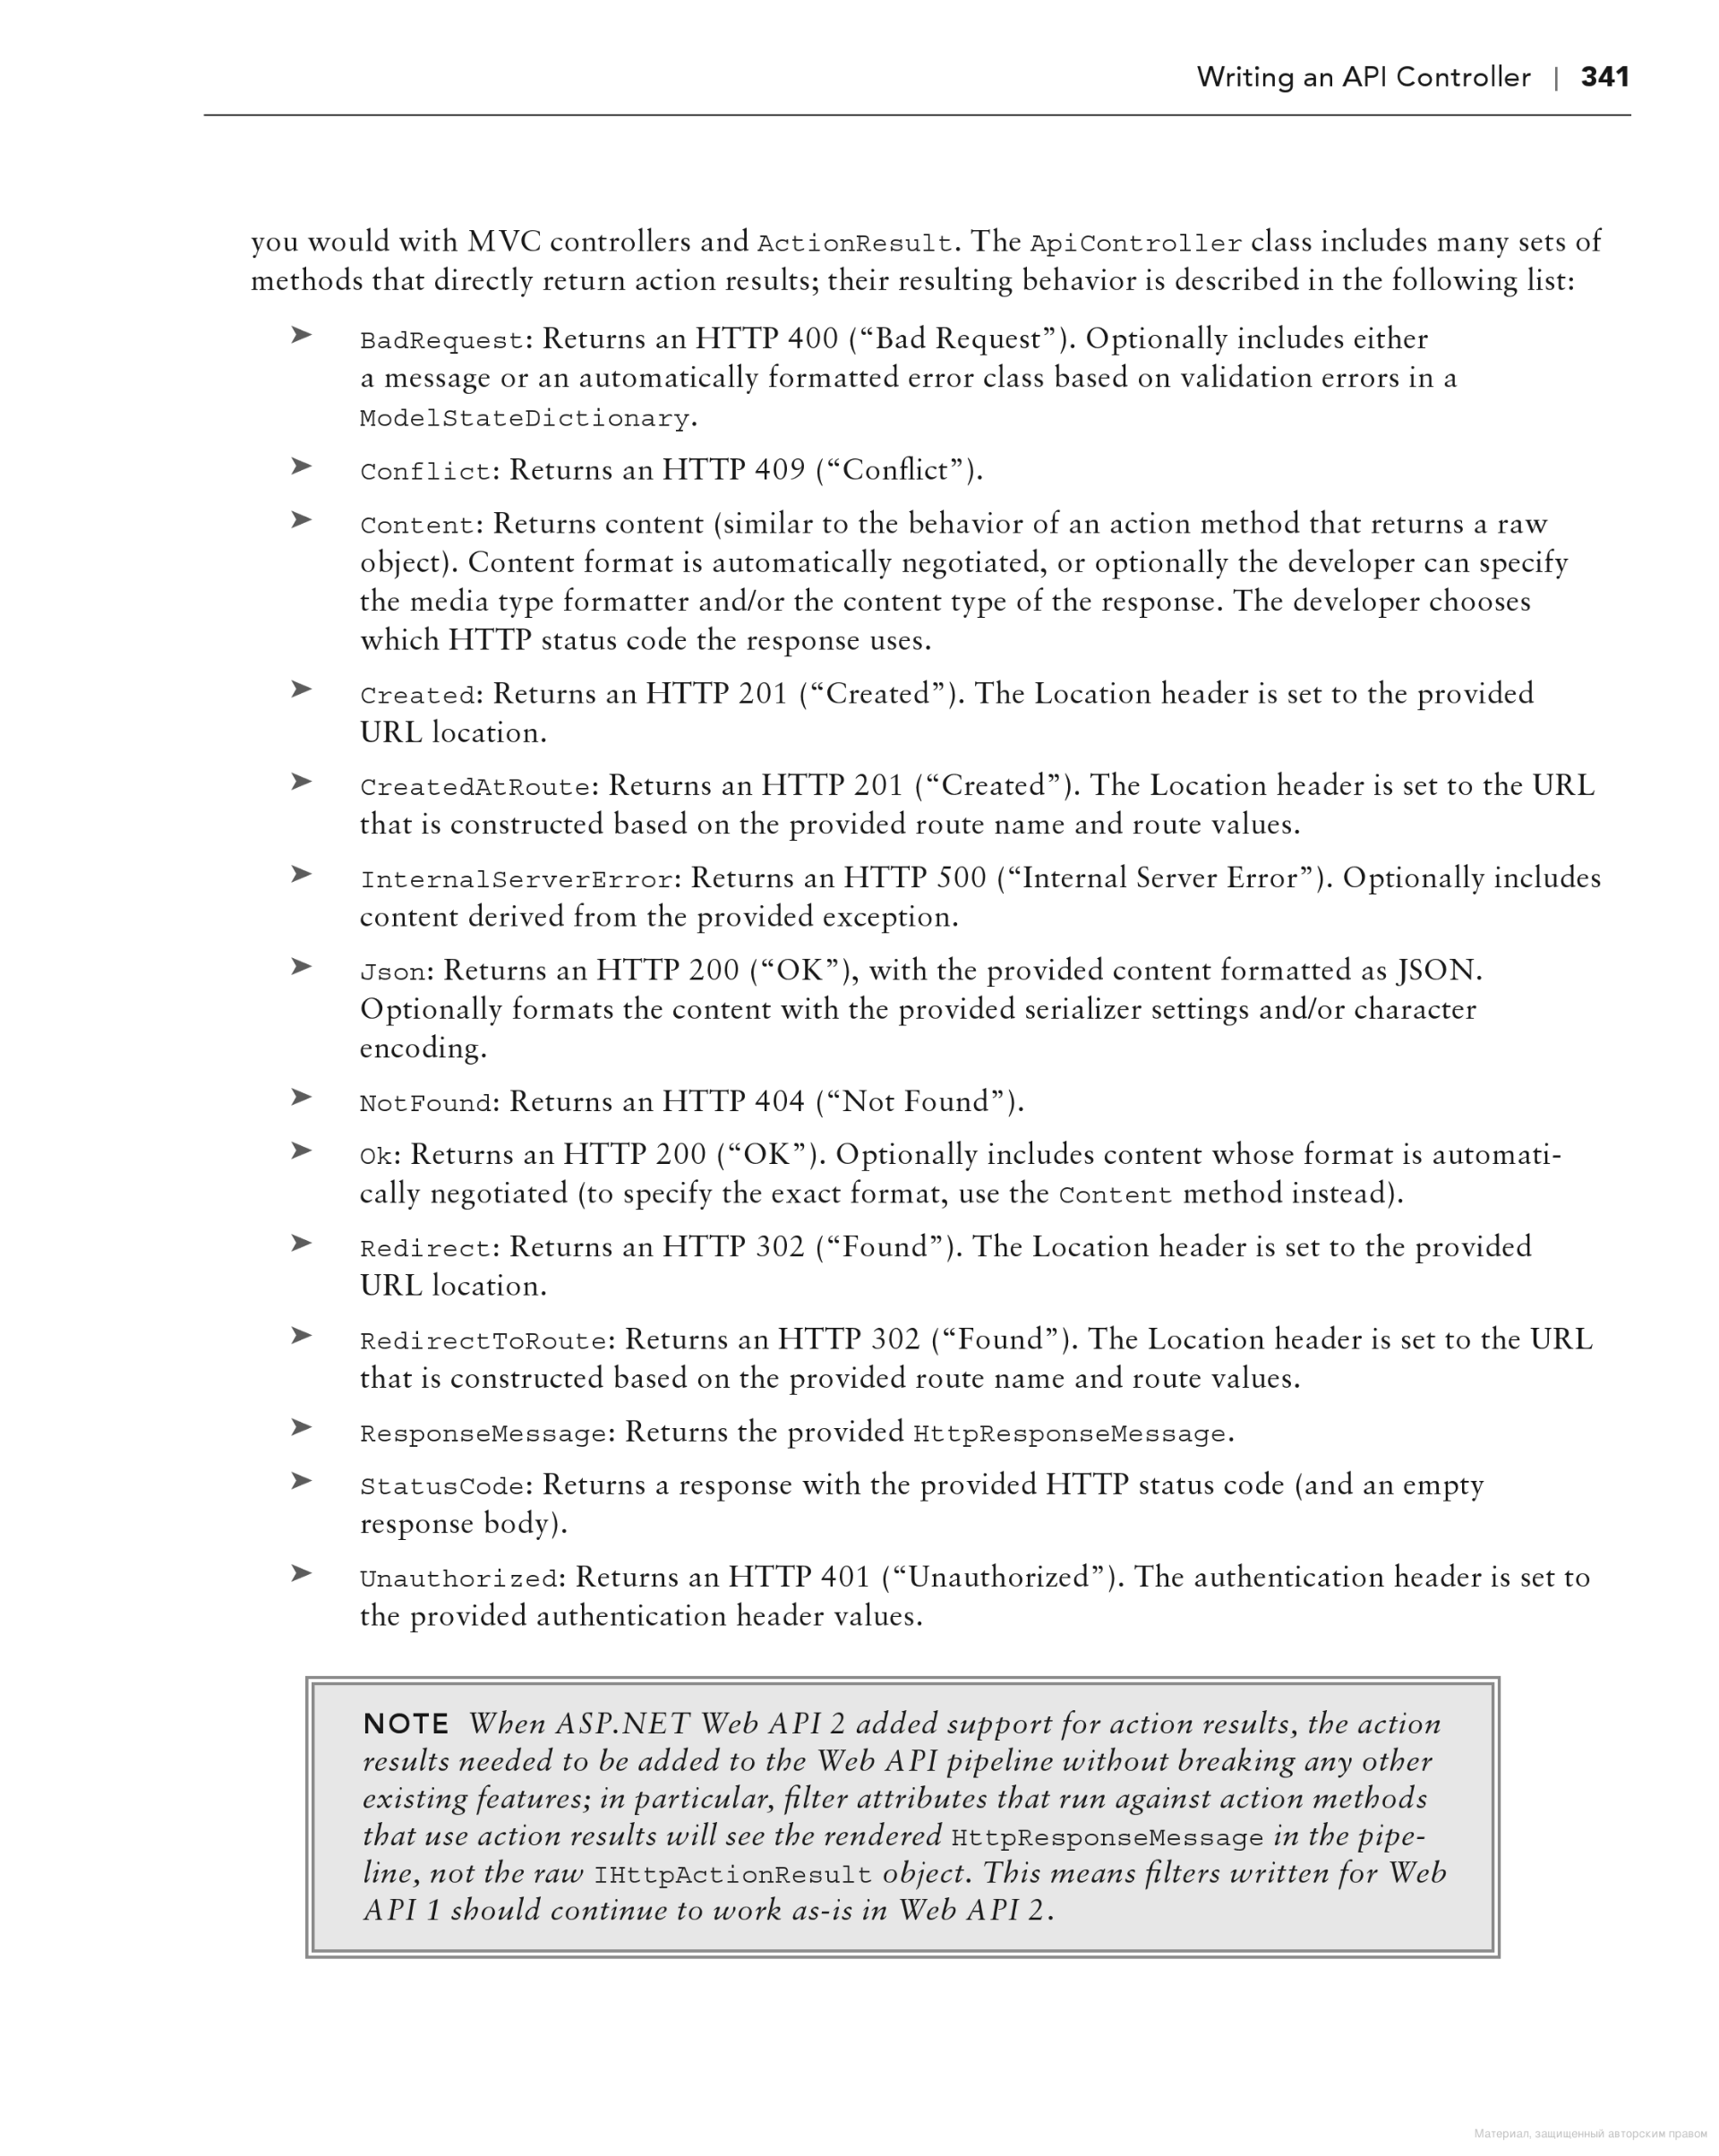 Writing an API Controller | 341
you would with MVC controllers and ActionResult. The ApiController class includes many sets of
methods that directly return action results; their resulting behavior is described in the following list:
➤ BadRequest: Returns an HTTP 400 (“Bad Request”). Optionally includes either
a message or an automatically formatted error class based on validation errors in a
ModelStateDictionary.
➤ Conflict: Returns an HTTP 409 (“Conflict”).
➤ Content: Returns content (similar to the behavior of an action method that returns a raw
object). Content format is automatically negotiated, or optionally the developer can specify
the media type formatter and/or the content type of the response. The developer chooses
which HTTP status code the response uses.
➤ Created: Returns an HTTP 201 (“Created”). The Location header is set to the provided
URL location.
➤ CreatedAtRoute: Returns an HTTP 201 (“Created”). The Location header is set to the URL
that is constructed based on the provided route name and route values.
➤ InternalServerError: Returns an HTTP 500 (“Internal Server Error”). Optionally includes
content derived from the provided exception.
➤ Json: Returns an HTTP 200 (“OK”), with the provided content formatted as JSON.
Optionally formats the content with the provided serializer settings and/or character
encoding.
➤ NotFound: Returns an HTTP 404 (“Not Found”).
➤ Ok: Returns an HTTP 200 (“OK”). Optionally includes content whose format is automati-
cally negotiated (to specify the exact format, use the Content method instead).
➤ Redirect: Returns an HTTP 302 (“Found”). The Location header is set to the provided
URL location.
➤ RedirectToRoute: Returns an HTTP 302 (“Found”). The Location header is set to the URL
that is constructed based on the provided route name and route values.
➤ ResponseMessage: Returns the provided HttpResponseMessage.
➤ StatusCode: Returns a response with the provided HTTP status code (and an empty
response body).
➤ Unauthorized: Returns an HTTP 401 (“Unauthorized”). The authentication header is set to
the provided authentication header values.
NOTE When ASP.NET Web API 2 added support for action results, the action
results needed to be added to the Web API pipeline without breaking any other
existing features; in particular, filter attributes that run against action methods
that use action results will see the rendered HttpResponseMessage in the pipe-
line, not the raw IHttpActionResult object. This means filters written for Web
API 1 should continue to work as-is in Web API 2.
Материал, защищенный авторским правом